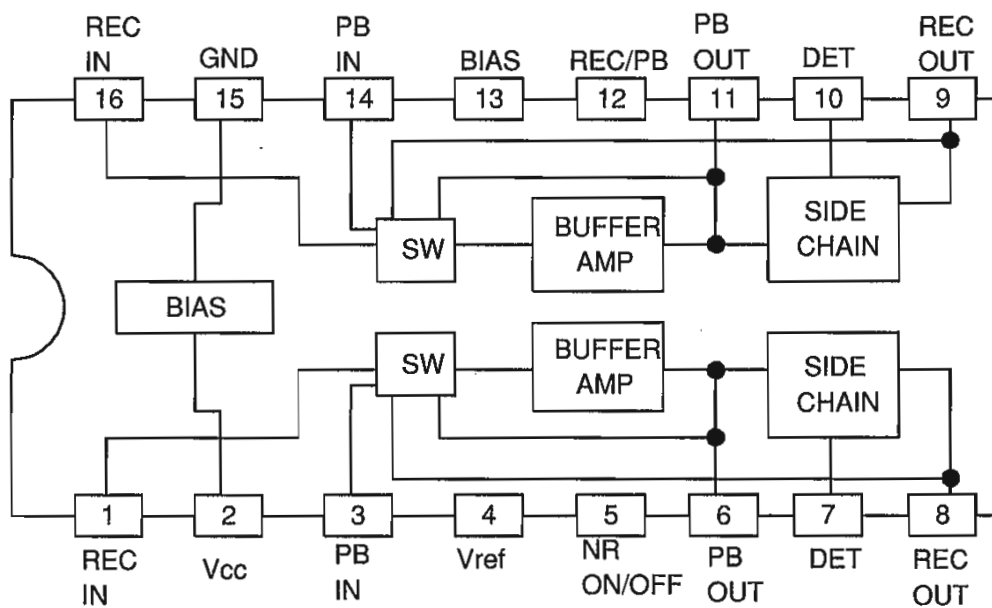 REC IN
GND
PB IN
BIAS
REC/PB
PB OUT
DET
REC OUT
16
15
14
13
12
11
10
9
SW
BUFFER AMP
SIDE CHAIN
BIAS
SW
BUFFER AMP
SIDE CHAIN
1
2
3
4
5
6
7
8
REC IN
Vcc
PB IN
Vref
NR ON/OFF
PB OUT
DET
REC OUT